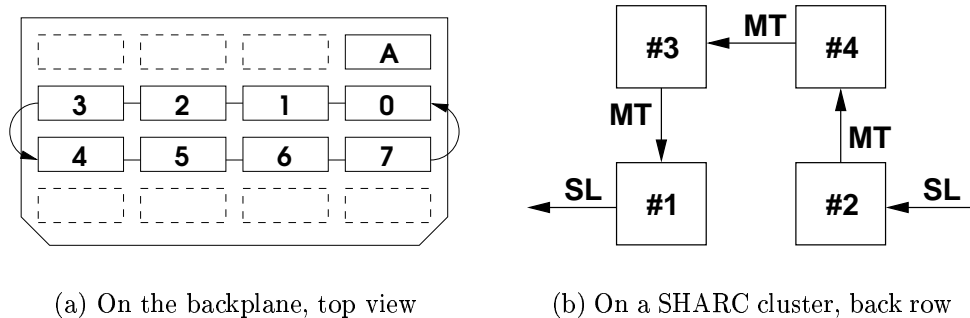 A
3 2 1 0
4 5 6 7
(a) On the backplane, top view
MT
#3 #4
MT MT
SL #1 #2 SL
(b) On a SHARC cluster, back row